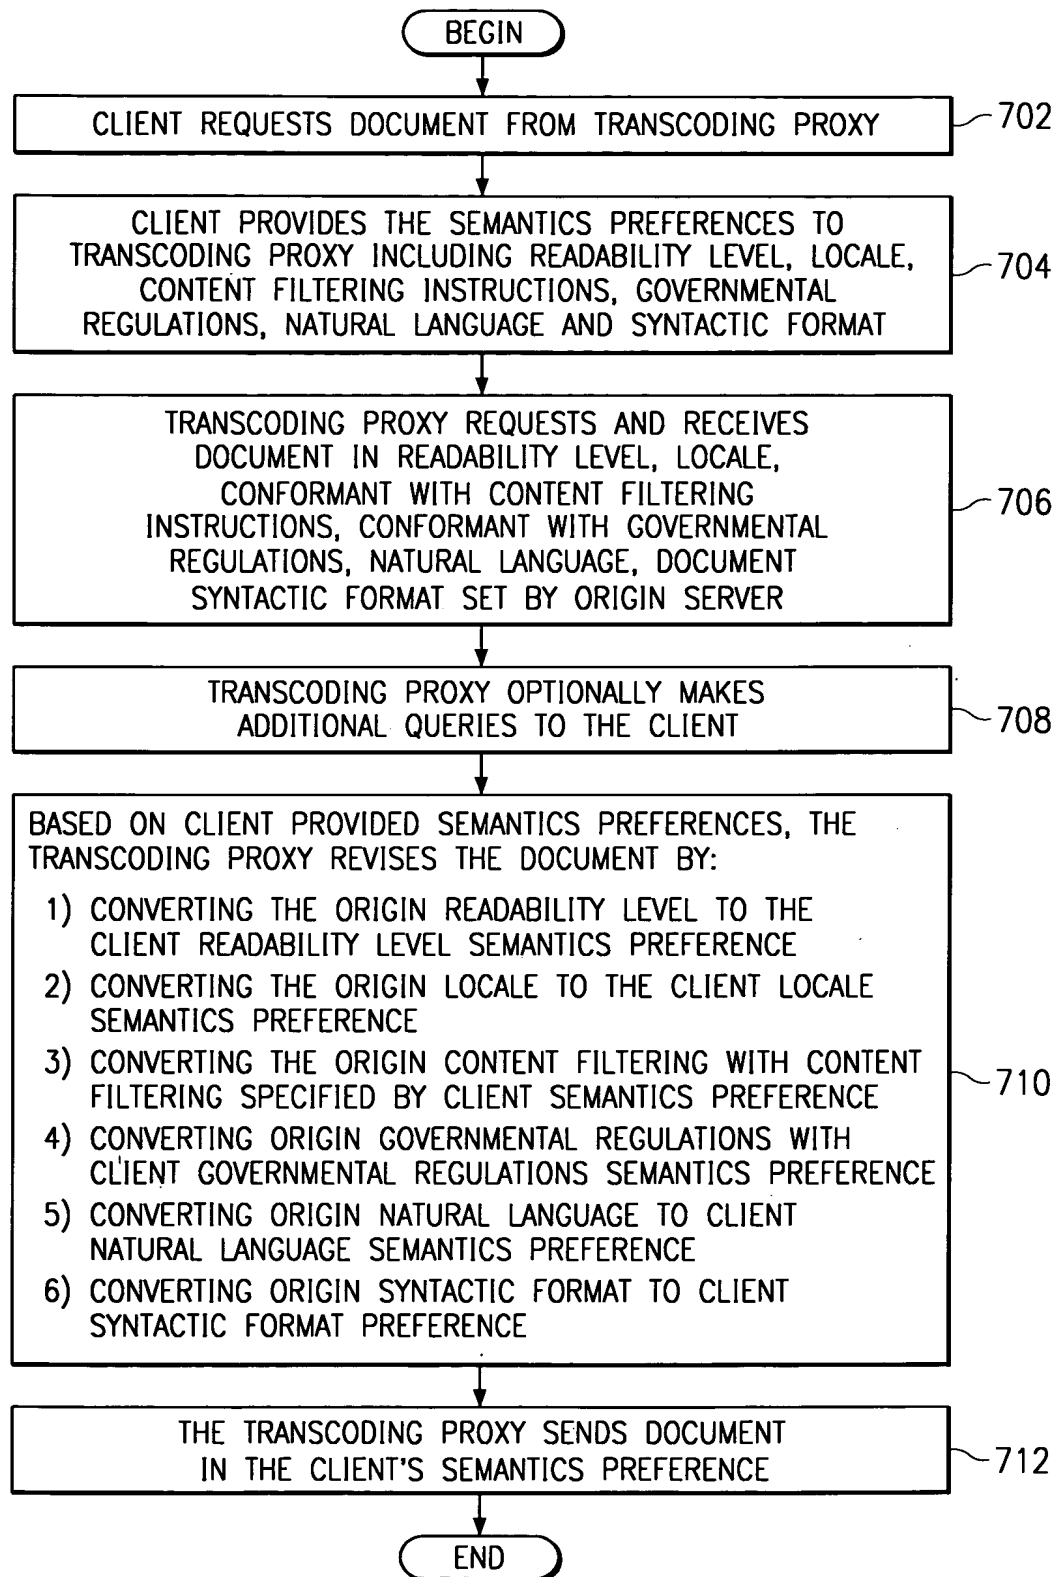 BEGIN
CLIENT REQUESTS DOCUMENT FROM TRANSCODING PROXY
702
CLIENT PROVIDES THE SEMANTICS PREFERENCES TO
TRANSCODING PROXY INCLUDING READABILITY LEVEL, LOCALE,
CONTENT FILTERING INSTRUCTIONS, GOVERNMENTAL
REGULATIONS, NATURAL LANGUAGE AND SYNTACTIC FORMAT
704
TRANSCODING PROXY REQUESTS AND RECEIVES
DOCUMENT IN READABILITY LEVEL, LOCALE,
CONFORMANT WITH CONTENT FILTERING
INSTRUCTIONS, CONFORMANT WITH GOVERNMENTAL
REGULATIONS, NATURAL LANGUAGE, DOCUMENT
SYNTACTIC FORMAT SET BY ORIGIN SERVER
706
TRANSCODING PROXY OPTIONALLY MAKES
ADDITIONAL QUERIES TO THE CLIENT
708
BASED ON CLIENT PROVIDED SEMANTICS PREFERENCES, THE
TRANSCODING PROXY REVISES THE DOCUMENT BY:
1) CONVERTING THE ORIGIN READABILITY LEVEL TO THE
CLIENT READABILITY LEVEL SEMANTICS PREFERENCE
2) CONVERTING THE ORIGIN LOCALE TO THE CLIENT LOCALE
SEMANTICS PREFERENCE
3) CONVERTING THE ORIGIN CONTENT FILTERING WITH CONTENT
FILTERING SPECIFIED BY CLIENT SEMANTICS PREFERENCE
4) CONVERTING ORIGIN GOVERNMENTAL REGULATIONS WITH
CLIENT GOVERNMENTAL REGULATIONS SEMANTICS PREFERENCE
5) CONVERTING ORIGIN NATURAL LANGUAGE TO CLIENT
NATURAL LANGUAGE SEMANTICS PREFERENCE
6) CONVERTING ORIGIN SYNTACTIC FORMAT TO CLIENT
SYNTACTIC FORMAT PREFERENCE
710
THE TRANSCODING PROXY SENDS DOCUMENT
IN THE CLIENT'S SEMANTICS PREFERENCE
712
END